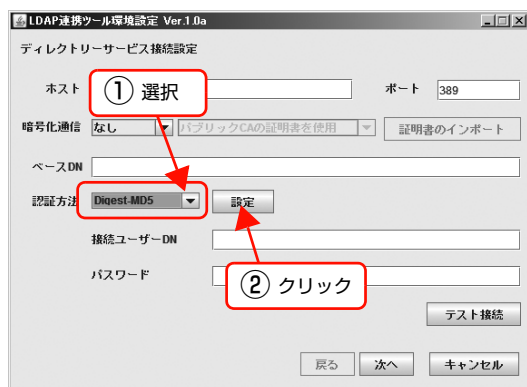 LDAP連携ツール環境設定 Ver.1.0a
ディレクトリーサービス接続設定
ホスト ① 選択 ポート 389
暗号化通信 なし パブリックCAの証明書を使用 証明書のインポート
ベースDN
認証方法 Digest-MD5 設定
接続ユーザーDN
パスワード ② クリック
テスト接続
戻る 次へ キャンセル